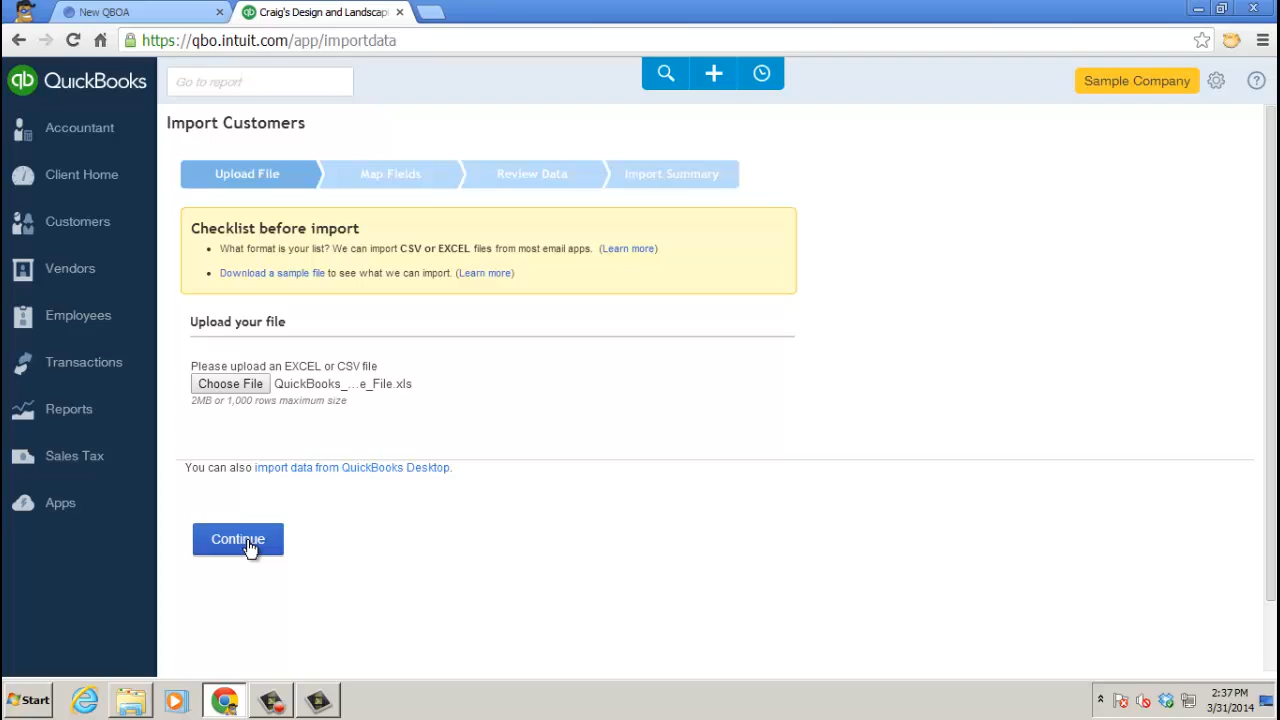 New QBOA
Craig's Design and Landscapi
https://qbo.intuit.com/app/importdata
qb QuickBooks
Go to report
Sample Company
?
Accountant
Client Home
Customers
Vendors
Employees
Transactions
Reports
Sales Tax
Apps
Import Customers
Upload File
Map Fields
Review Data
Import Summary
Checklist before import
What format is your list? We can import CSV or EXCEL files from most email apps. (Learn more)
Download a sample file to see what we can import. (Learn more)
Upload your file
Please upload an EXCEL or CSV file
Choose File QuickBooks_...e_File.xls
2MB or 1,000 rows maximum size
You can also import data from QuickBooks Desktop.
Continue
Start
2:37 PM
3/31/2014